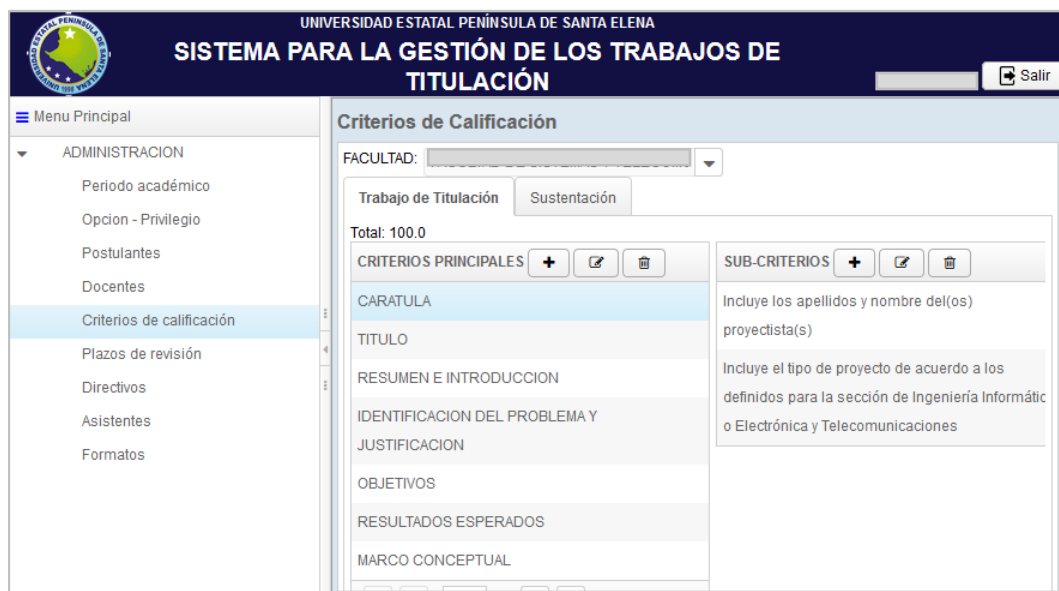 UNIVERSIDAD ESTATAL PENÍNSULA DE SANTA ELENA
SISTEMA PARA LA GESTIÓN DE LOS TRABAJOS DE
TITULACIÓN
Salir
Menu Principal
ADMINISTRACION
Periodo académico
Opcion - Privilegio
Postulantes
Docentes
Criterios de calificación
Plazos de revisión
Directivos
Asistentes
Formatos
Criterios de Calificación
FACULTAD:
Trabajo de Titulación
Sustentación
Total: 100.0
CRITERIOS PRINCIPALES
CARATULA
TITULO
RESUMEN E INTRODUCCION
IDENTIFICACION DEL PROBLEMA Y
JUSTIFICACION
OBJETIVOS
RESULTADOS ESPERADOS
MARCO CONCEPTUAL
SUB-CRITERIOS
Incluye los apellidos y nombre del(os)
proyectista(s)
Incluye el tipo de proyecto de acuerdo a los
definidos para la sección de Ingeniería Informátic
o Electrónica y Telecomunicaciones